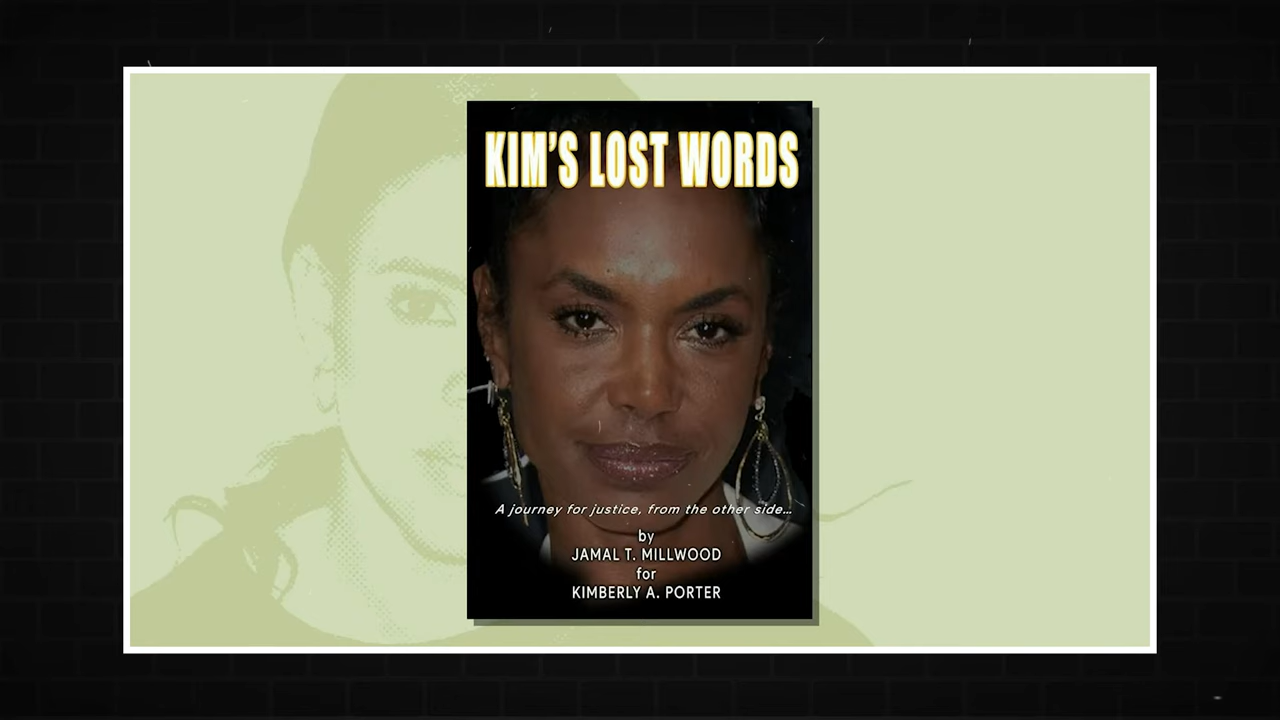 KIM'S LOST WORDS
A journey for justice, from the other side...
by
JAMAL T. MILLWOOD
for
KIMBERLY A. PORTER